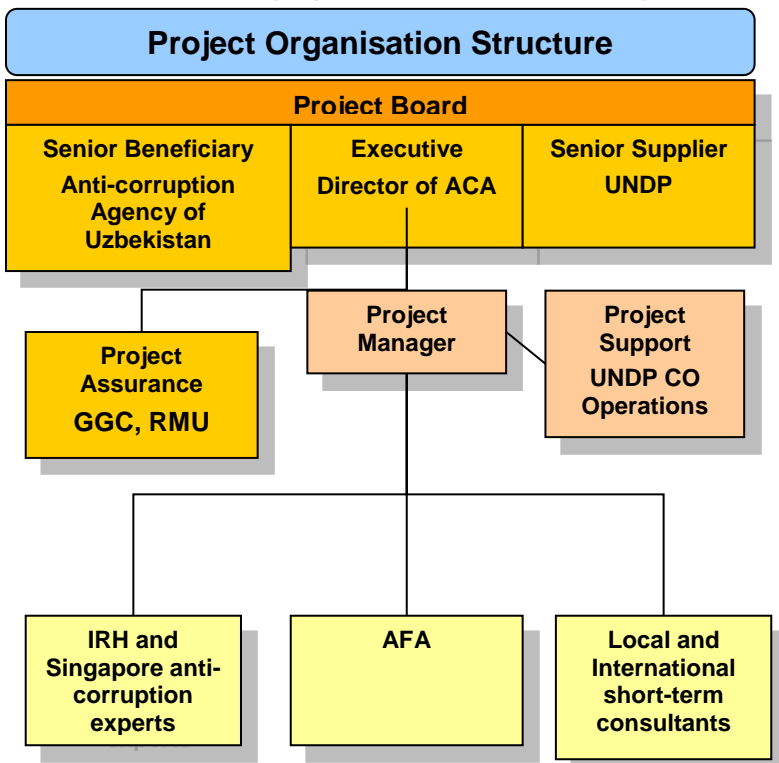 Project Organisation Structure
Project Board
Senior Beneficiary
Anti-corruption
Agency of
Uzbekistan
Executive
Director of ACA
Senior Supplier
UNDP
Project
Assurance
GGC, RMU
Project
Manager
Project
Support
UNDP CO
Operations
IRH and
Singapore anti-
corruption
experts
AFA
Local and
International
short-term
consultants